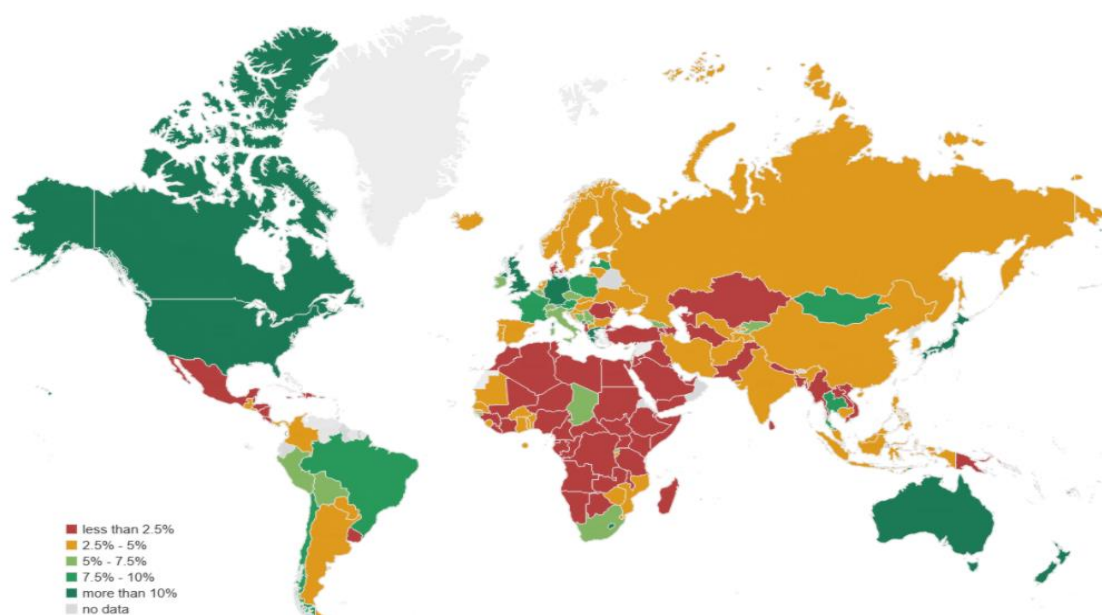 less than 2.5%
2.5% - 5%
5% - 7.5%
7.5% - 10%
more than 10%
no data